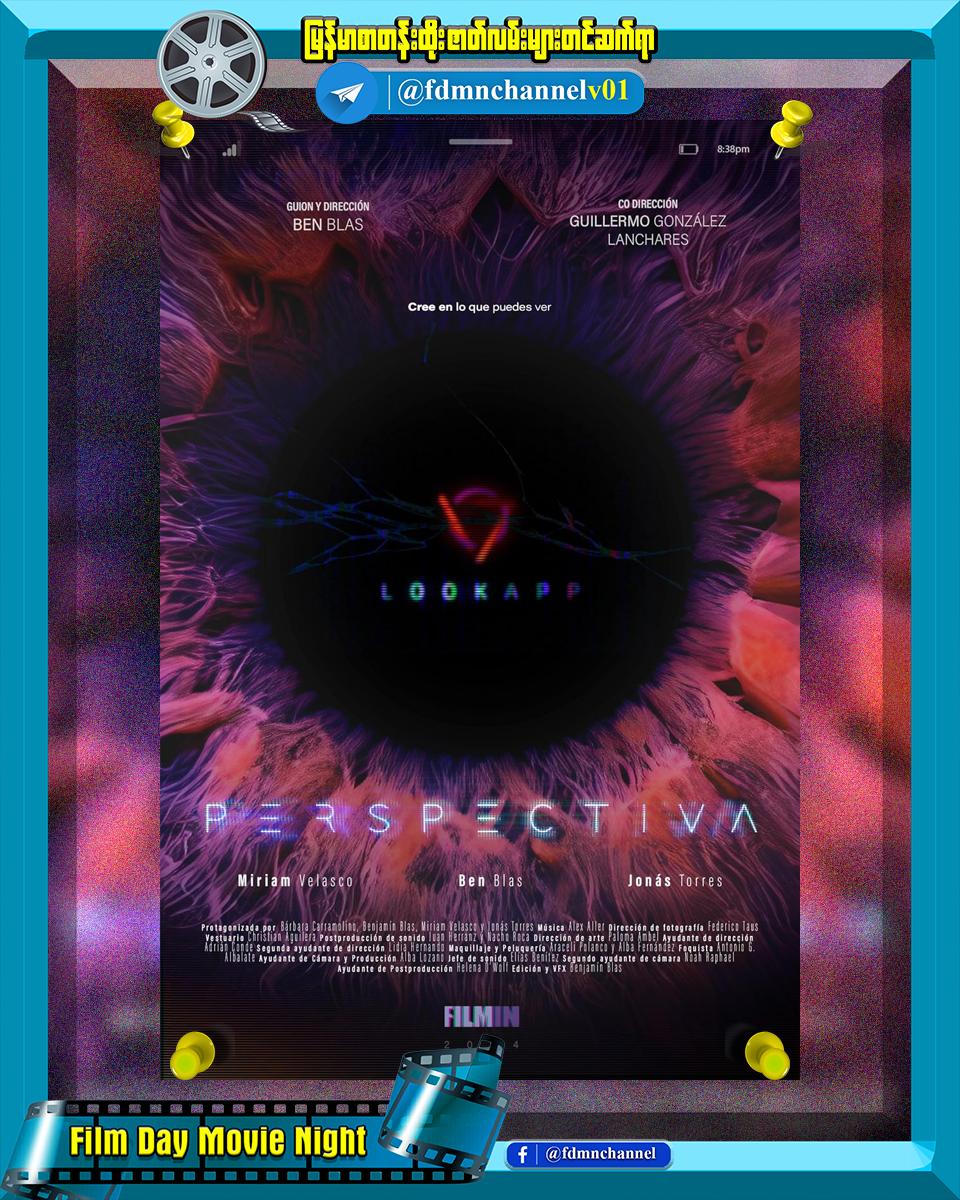 မြန်မာစာတန်းထိုးဇာတ်လမ်းများတင်ဆက်ရာ
@fdmnchannelv01
8:38pm
GUION Y DIRECCIÓN
BEN BLAS
CO DIRECCIÓN
GUILLERMO GONZÁLEZ
LANCHARES
Cree en lo que puedes ver
LOOKAPP
PERSPECTIVA
Miriam Velasco Ben Blas Jonás Torres
Protagonizada por Bárbara Carramolino, Benjamín Blas, Miriam Velasco y Jonás Torres Música Alex Aller Dirección de fotografía Federico Taus
Vestuario Christian Aguilera Postproducción de sonido Juan Herranz y Nacho Roca Dirección de arte Paloma Ambel Ayudante de dirección
Adrián Conde Segundo ayudante de dirección Lidia Hernando Maquillaje y Peloquería Araceli Polanco y Alba Fernández Foquista Antonio G.
Albalate Ayudante de Cámara y Producción Alba Lozano Jefe de sonido Elías Benítez Segundo ayudante de cámara Noah Raphael
Ayudante de Postproducción Helena D'Wolf Edición y VFX Benjamín Blas
FILMIN
Film Day Movie Night
@fdmnchannel